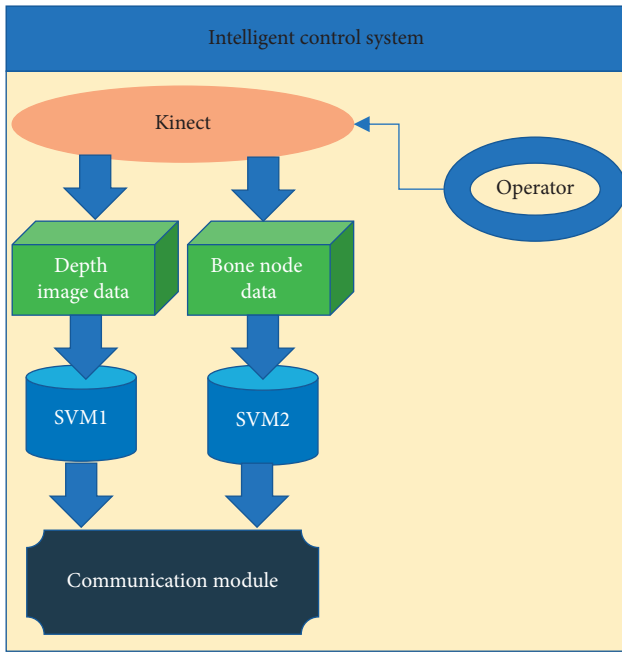 Intelligent control system
Kinect
Operator
Depth
image data
Bone node
data
SVM1
SVM2
Communication module